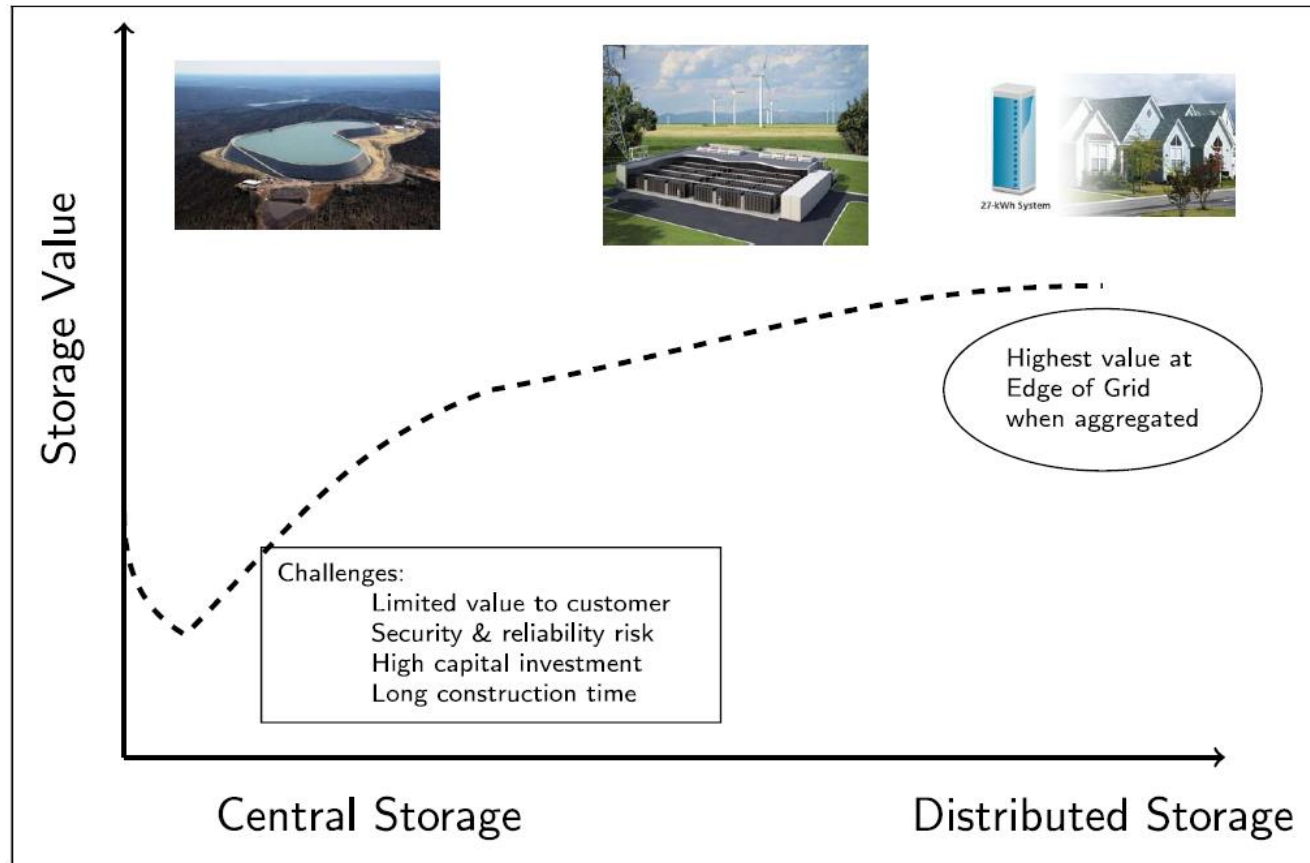 Storage Value
27-kWh System
Highest value at
Edge of Grid
when aggregated
Challenges:
Limited value to customer
Security & reliability risk
High capital investment
Long construction time
Central Storage
Distributed Storage